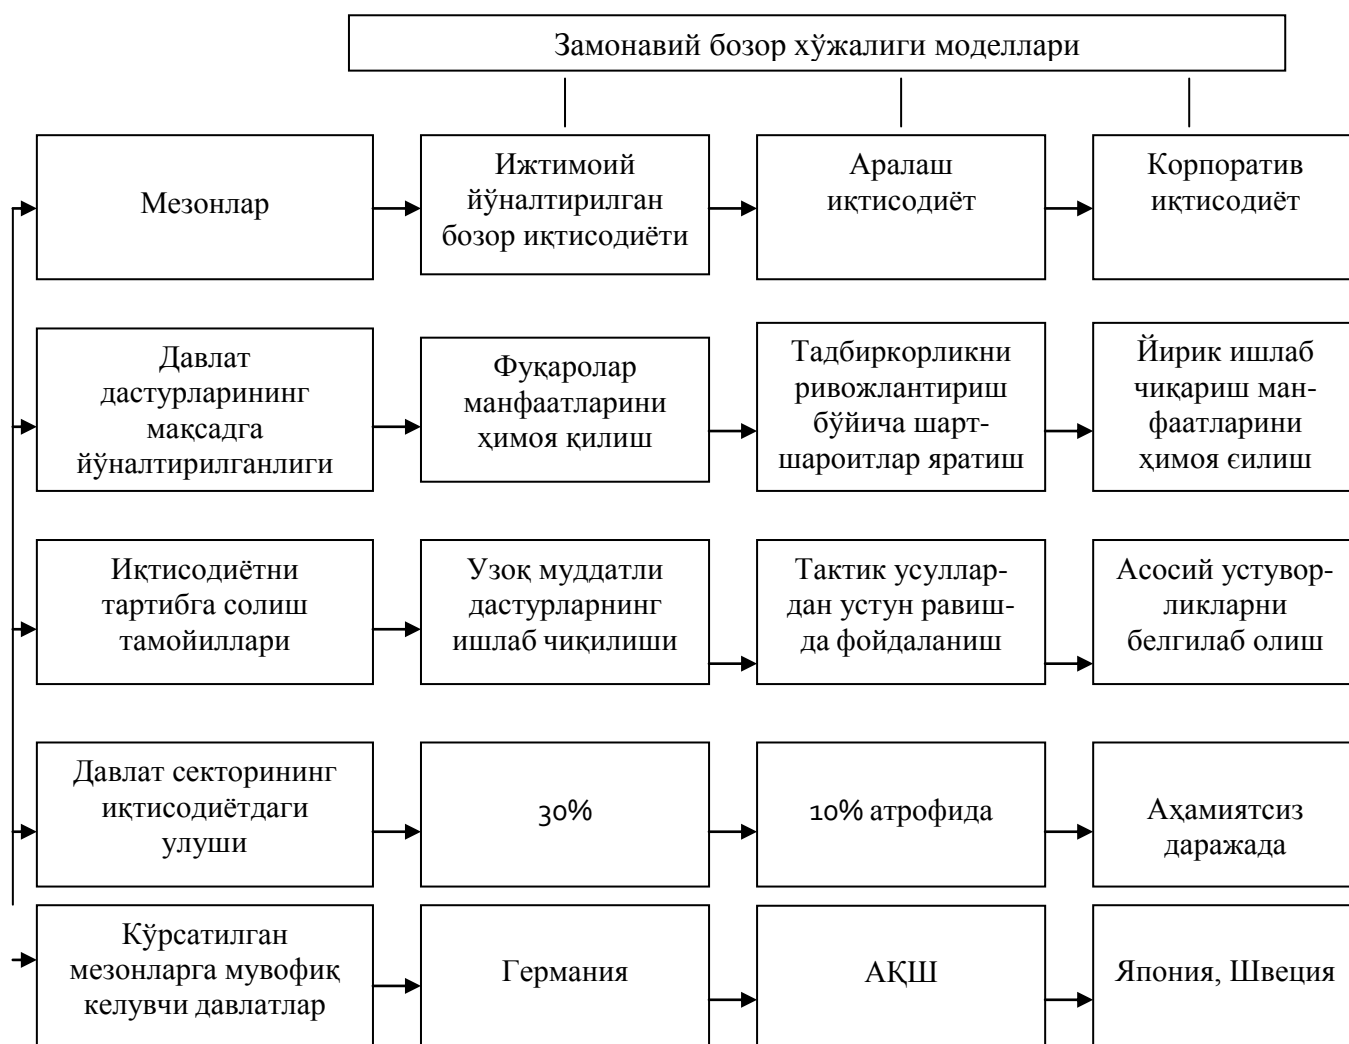 Замонавий бозор хўжалиги моделлари
Мезонлар
Ижтимоий
йўналтирилган
бозор иқтисодиёти
Аралаш
иқтисодиёт
Корпоратив
иқтисодиёт
Давлат
дастурларининг
мақсадга
йўналтирилганлиги
Фуқаролар
манфаатларини
ҳимоя қилиш
Тадбиркорликни
ривожлантириш
бўйича шарт-
шароитлар яратиш
Йирик ишлаб
чиқариш ман-
фаатларини
ҳимоя єилиш
Иқтисодиётни
тартибга солиш
тамойиллари
Узоқ муддатли
дастурларнинг
ишлаб чиқилиши
Тактик усуллар-
дан устун равиш-
да фойдаланиш
Асосий устувор-
ликларни
белгилаб олиш
Давлат секторининг
иқтисодиётдаги
улуши
30%
10% атрофида
Аҳамиятсиз
даражада
Кўрсатилган
мезонларга мувофиқ
келувчи давлатлар
Германия
АҚШ
Япония, Швеция